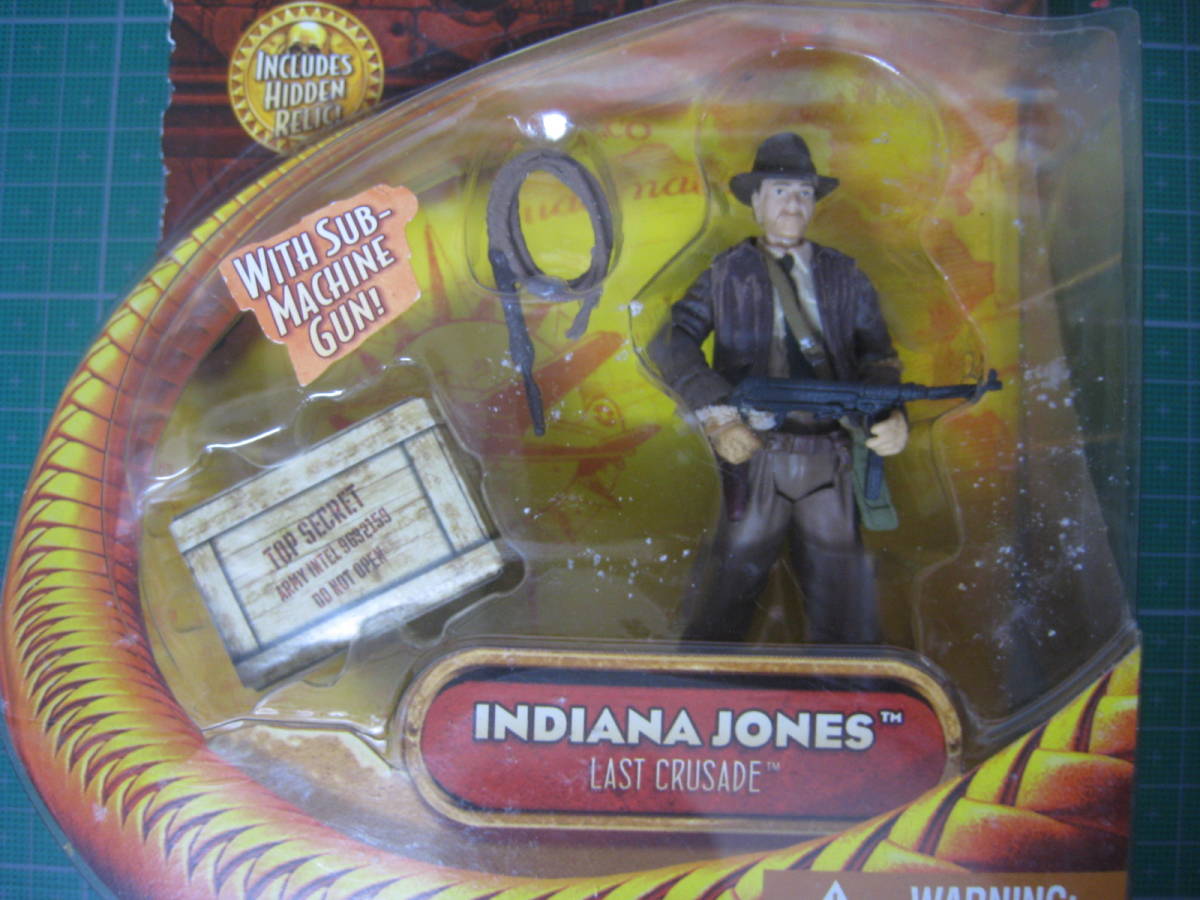 INCLUDES
HIDDEN
RELIC!
WITH SUB-
MACHINE
GUN!
TOP SECRET
ARMY INTEL 9692159
DO NOT OPEN
INDIANA JONES™
LAST CRUSADE™
WARNING: